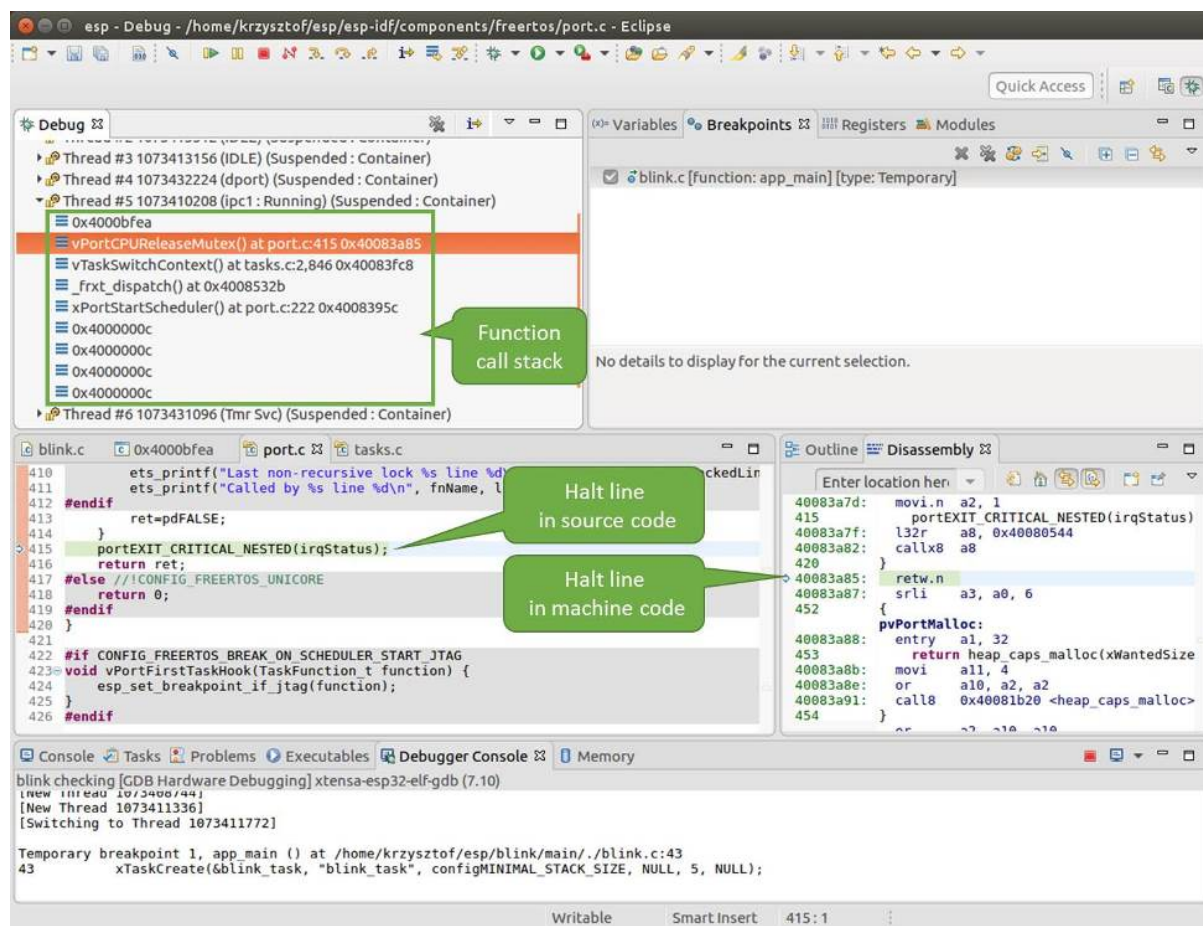 esp - Debug - /home/krzysztof/esp/esp-idf/components/freertos/port.c - Eclipse
Quick Access
Debug
Thread #3 1073413156 (IDLE) (Suspended : Container)
Thread #4 1073432224 (dport) (Suspended : Container)
Thread #5 1073410208 (ipc1 : Running) (Suspended : Container)
0x4000bfea
vPortCPUReleaseMutex() at port.c:415 0x40083a85
vTaskSwitchContext() at tasks.c:2,846 0x40083fc8
_frxt_dispatch() at 0x4008532b
xPortStartScheduler() at port.c:222 0x4008395c
0x4000000c
0x4000000c
0x4000000c
0x4000000c
Thread #6 1073431096 (Tmr Svc) (Suspended : Container)
Function
call stack
(x)= Variables Breakpoints Registers Modules
blink.c [function: app_main] [type: Temporary]
No details to display for the current selection.
blink.c 0x4000bfea port.c tasks.c
410 ets_printf("Last non-recursive lock %s line %d ckedLin
411 ets_printf("Called by %s line %d\n", fnName, l
412 #endif
413 ret=pdFALSE;
414 }
415 portEXIT_CRITICAL_NESTED(irqStatus);
416 return ret;
417 #else //!CONFIG_FREERTOS_UNICORE
418 return 0;
419 #endif
420 }
421
422 #if CONFIG_FREERTOS_BREAK_ON_SCHEDULER_START_JTAG
423 void vPortFirstTaskHook(TaskFunction_t function) {
424 esp_set_breakpoint_if_jtag(function);
425 }
426 #endif
Halt line
in source code
Halt line
in machine code
Outline Disassembly
Enter location her
40083a7d: movi.n a2, 1
415 portEXIT_CRITICAL_NESTED(irqStatus)
40083a7f: l32r a8, 0x40080544
40083a82: callx8 a8
420 }
40083a85: retw.n
40083a87: srli a3, a0, 6
452 {
pvPortMalloc:
40083a88: entry a1, 32
453 return heap_caps_malloc(xWantedSize
40083a8b: movi a11, 4
40083a8e: or a10, a2, a2
40083a91: call8 0x40081b20 <heap_caps_malloc>
454 }
Console Tasks Problems Executables Debugger Console Memory
blink checking [GDB Hardware Debugging] xtensa-esp32-elf-gdb (7.10)
[New Thread 1073408744]
[New Thread 1073411336]
[Switching to Thread 1073411772]
Temporary breakpoint 1, app_main () at /home/krzysztof/esp/blink/main/./blink.c:43
43 xTaskCreate(&blink_task, "blink_task", configMINIMAL_STACK_SIZE, NULL, 5, NULL);
Writable Smart Insert 415 : 1